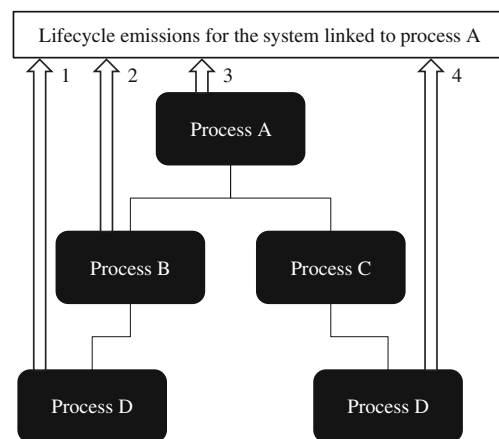 Lifecycle emissions for the system linked to process A
1
2
3
4
Process A
Process B
Process C
Process D
Process D